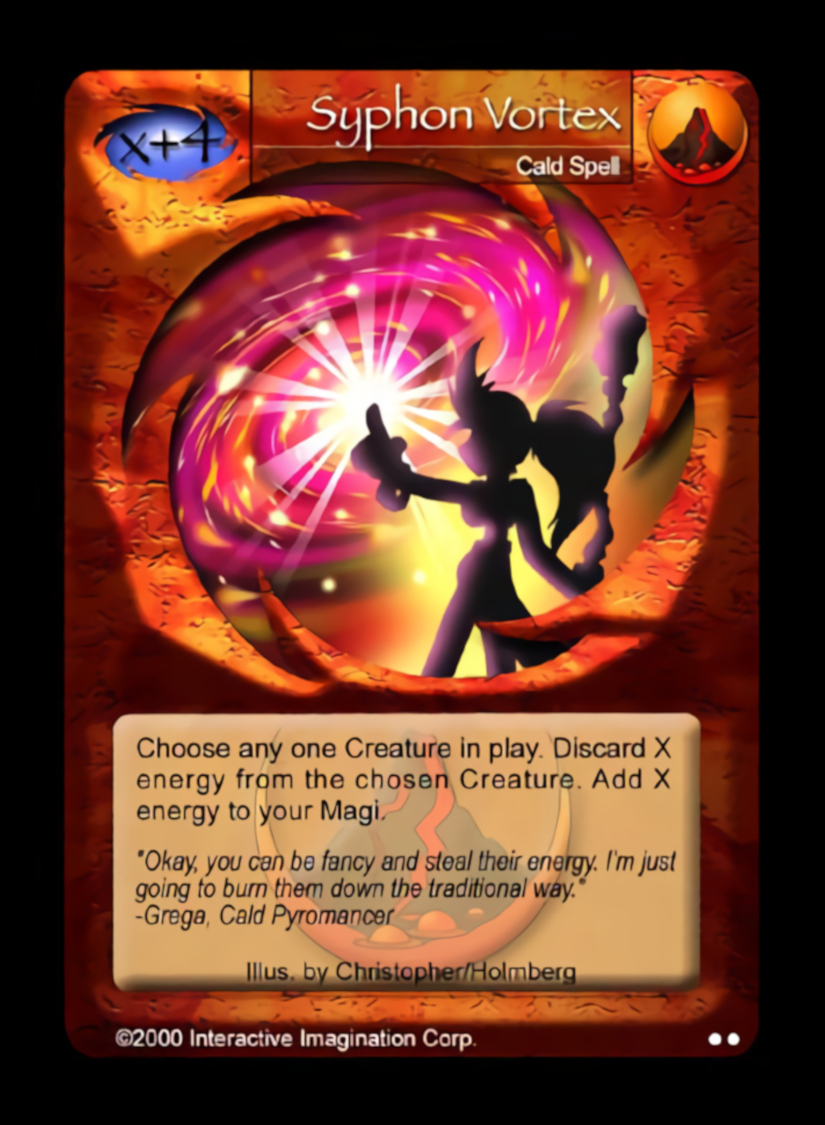 x+4
Syphon Vortex
Cald Spell
Choose any one Creature in play. Discard X
energy from the chosen Creature. Add X
energy to your Magi.
"Okay, you can be fancy and steal their energy. I'm just
going to burn them down the traditional way."
-Grega, Cald Pyromancer
Illus. by Christopher/Holmberg
©2000 Interactive Imagination Corp.